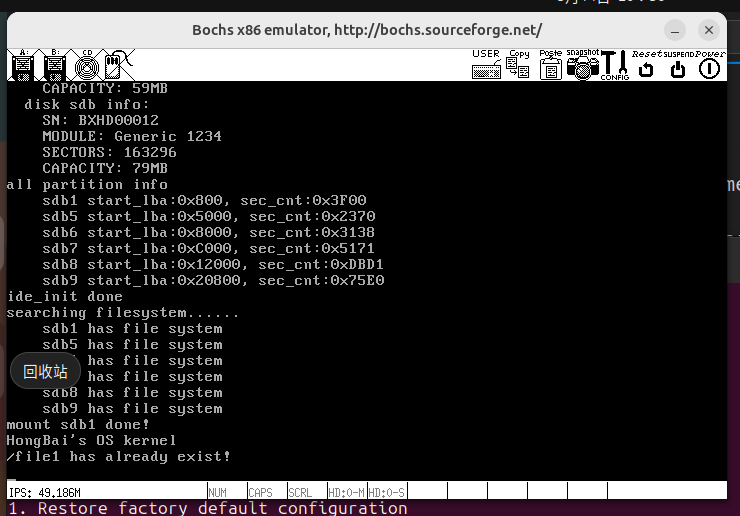 Bochs x86 emulator, http://bochs.sourceforge.net/
A: B: CD USER Copy Paste snapshot CONFIG Reset SUSPEND Power
CAPACITY: 59MB
disk sdb info:
SN: BXHD00012
MODULE: Generic 1234
SECTORS: 163296
CAPACITY: 79MB
all partition info
sdb1 start_lba:0x800, sec_cnt:0x3F00
sdb5 start_lba:0x5000, sec_cnt:0x2370
sdb6 start_lba:0x8000, sec_cnt:0x3138
sdb7 start_lba:0xC000, sec_cnt:0x5171
sdb8 start_lba:0x12000, sec_cnt:0xDBD1
sdb9 start_lba:0x20800, sec_cnt:0x75E0
ide_init done
searching filesystem......
sdb1 has file system
sdb5 has file system
has file system
回收站
has file system
sdb8 has file system
sdb9 has file system
mount sdb1 done!
HongBai's OS kernel
/file1 has already exist!
IPS: 49.186M NUM CAPS SCRL HD:0-M HD:0-S
1. Restore factory default configuration